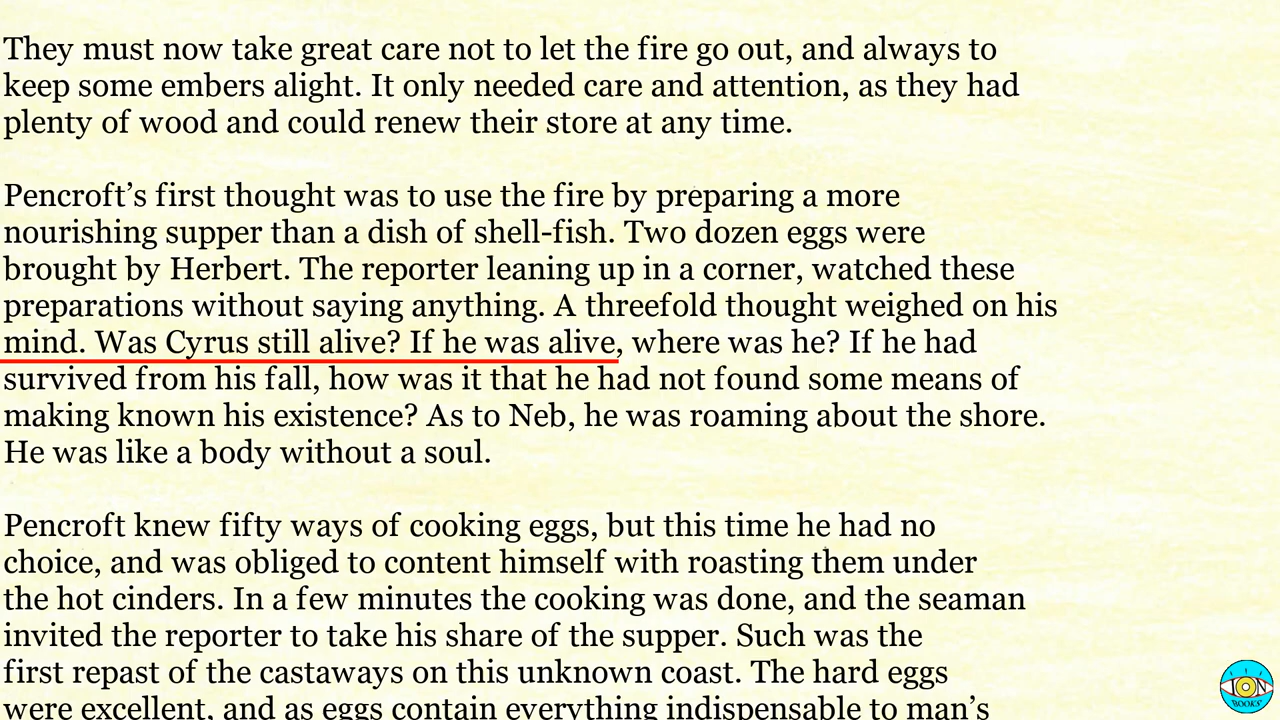 They must now take great care not to let the fire go out, and always to
keep some embers alight. It only needed care and attention, as they had
plenty of wood and could renew their store at any time.
Pencroft’s first thought was to use the fire by preparing a more
nourishing supper than a dish of shell-fish. Two dozen eggs were
brought by Herbert. The reporter leaning up in a corner, watched these
preparations without saying anything. A threefold thought weighed on his
mind. Was Cyrus still alive? If he was alive, where was he? If he had
survived from his fall, how was it that he had not found some means of
making known his existence? As to Neb, he was roaming about the shore.
He was like a body without a soul.
Pencroft knew fifty ways of cooking eggs, but this time he had no
choice, and was obliged to content himself with roasting them under
the hot cinders. In a few minutes the cooking was done, and the seaman
invited the reporter to take his share of the supper. Such was the
first repast of the castaways on this unknown coast. The hard eggs
were excellent, and as eggs contain everything indispensable to man’s
ION
BOOKS